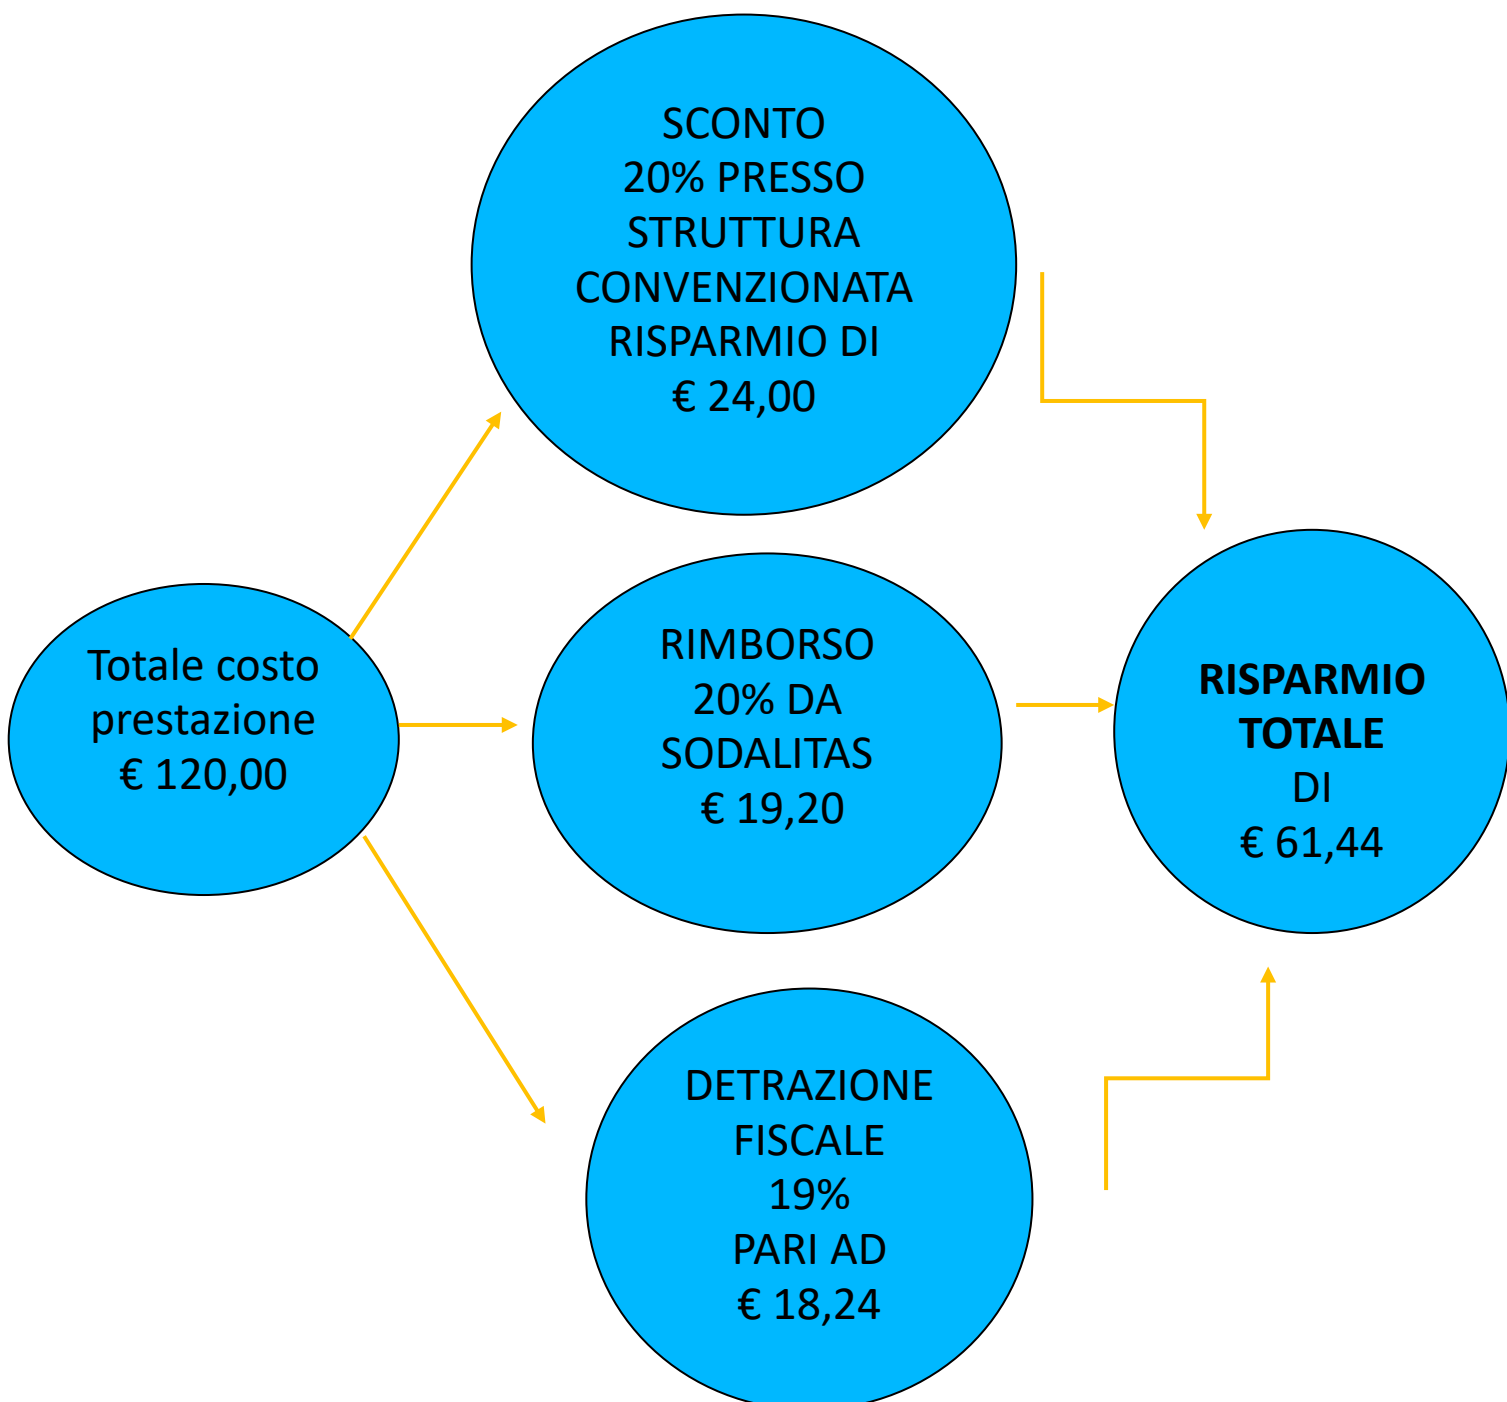 Totale costo
prestazione
€ 120,00
SCONTO
20% PRESSO
STRUTTURA
CONVENZIONATA
RISPARMIO DI
€ 24,00
RIMBORSO
20% DA
SODALITAS
€ 19,20
DETRAZIONE
FISCALE
19%
PARI AD
€ 18,24
RISPARMIO
TOTALE
DI
€ 61,44